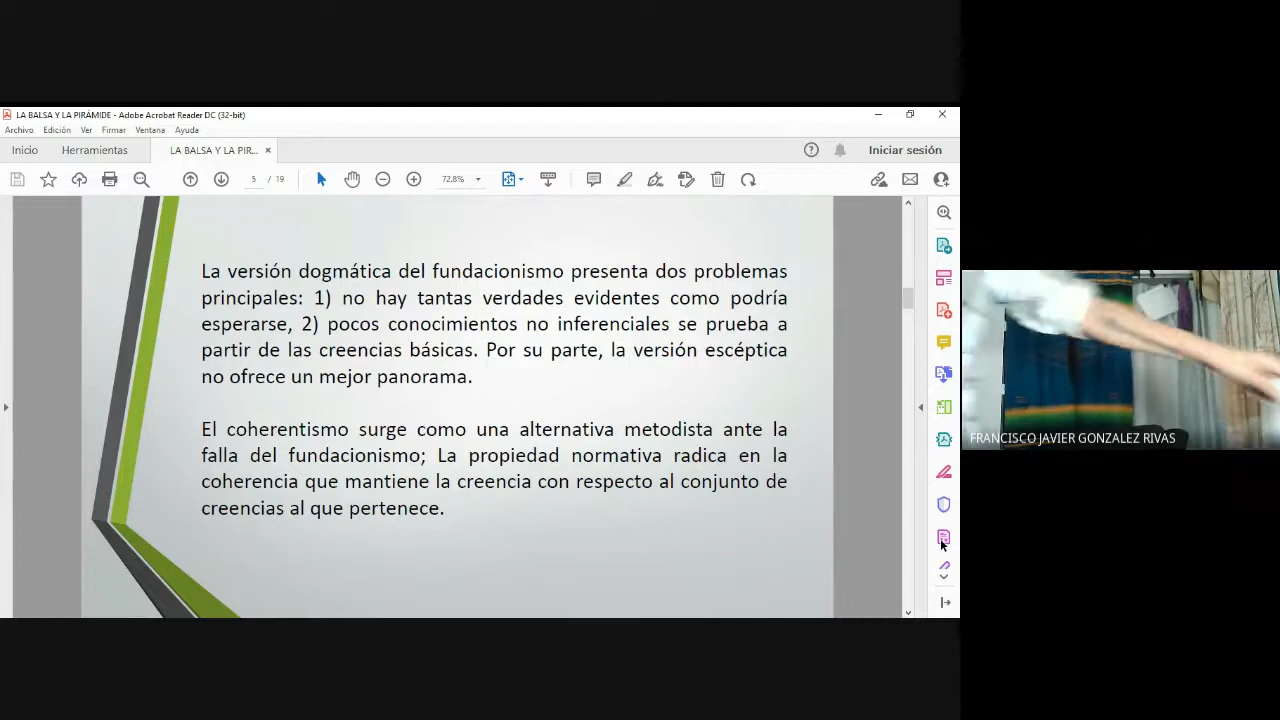 LA BALSA Y LA PIRÁMIDE - Adobe Acrobat Reader DC (32-bit)
Archivo Edición Ver Firmar Ventana Ayuda
Inicio Herramientas LA BALSA Y LA PIR... Iniciar sesión
5 / 19 72.8%
La versión dogmática del fundacionismo presenta dos problemas
principales: 1) no hay tantas verdades evidentes como podría
esperarse, 2) pocos conocimientos no inferenciales se prueba a
partir de las creencias básicas. Por su parte, la versión escéptica
no ofrece un mejor panorama.
El coherentismo surge como una alternativa metodista ante la
falla del fundacionismo; La propiedad normativa radica en la
coherencia que mantiene la creencia con respecto al conjunto de
creencias al que pertenece.
FRANCISCO JAVIER GONZALEZ RIVAS